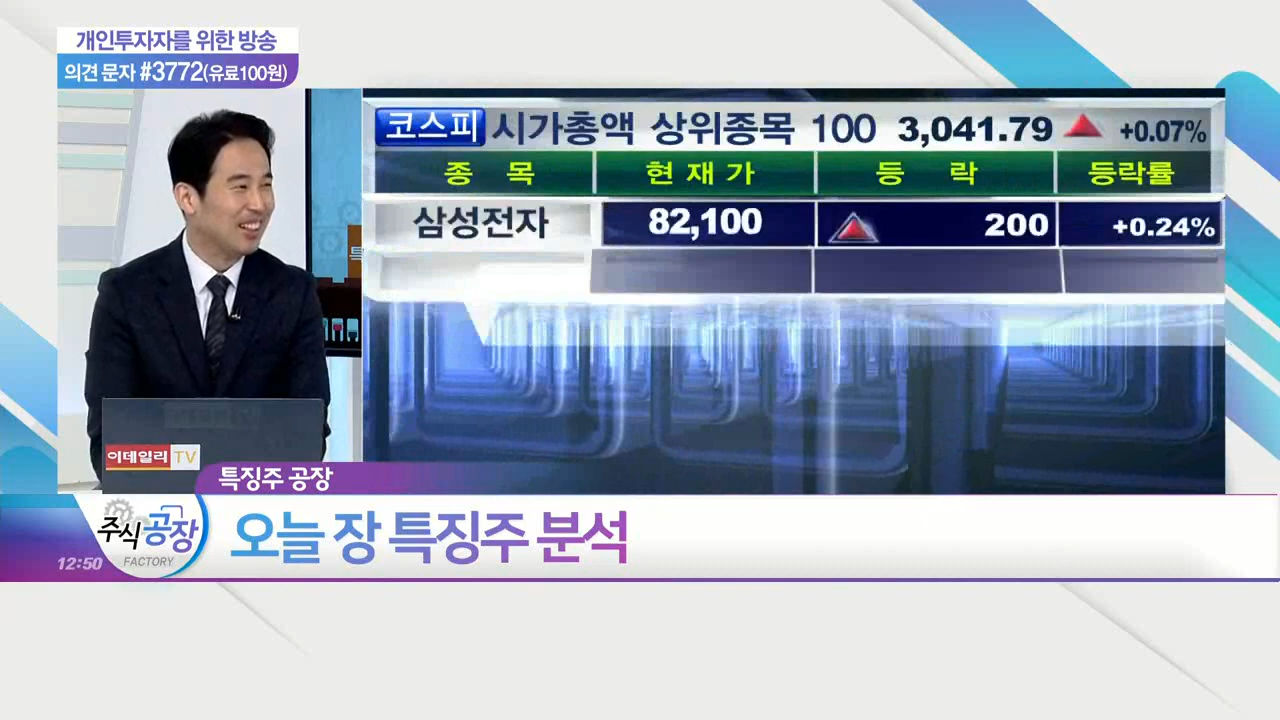 개인투자자를 위한 방송
의견 문자 #3772(유료100원)
코스피 시가총액 상위종목 100 3,041.79 ▲ +0.07%
종 목 현 재 가 등 락 등락률
삼성전자 82,100 ▲ 200 +0.24%
이데일리 TV
특징주 공장
주식공장
FACTORY
12:50
오늘 장 특징주 분석